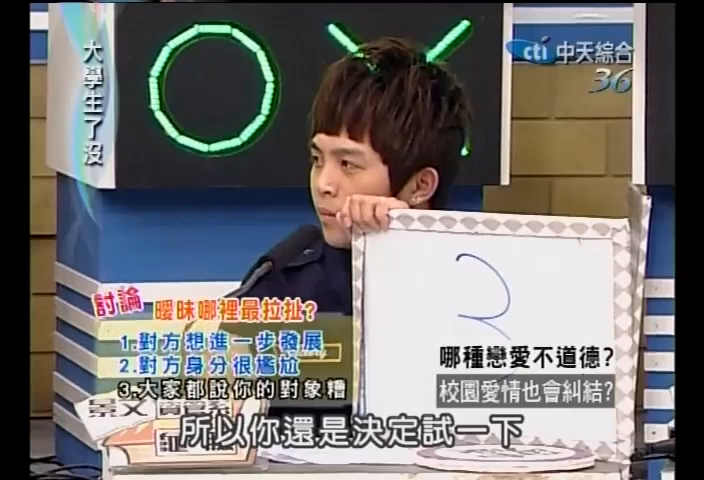 大學生了沒
cti 中天綜合
36
2
討論 曖昧哪裡最拉扯?
1.對方想進一步發展
2.對方身分很尷尬
3.大家都說你的對象糟
哪種戀愛不道德?
校園愛情也會糾結?
景文
所以你還是決定試一下